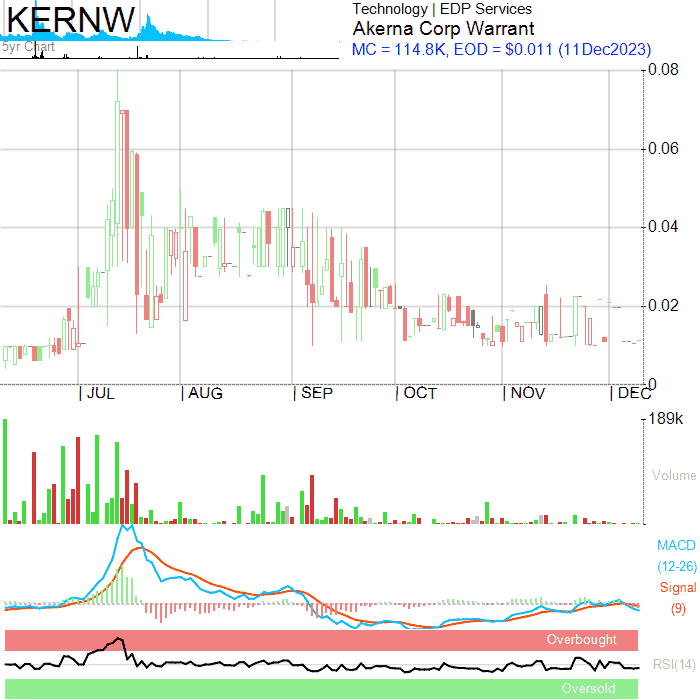 KERNW
5yr Chart
Technology | EDP Services
Akerna Corp Warrant
MC = 114.8K, EOD = $0.011 (11Dec2023)
0.08
0.06
0.04
0.02
0
JUL AUG SEP OCT NOV DEC
189k
Volume
MACD
(12-26)
Signal
(9)
Overbought
RSI(14)
Oversold